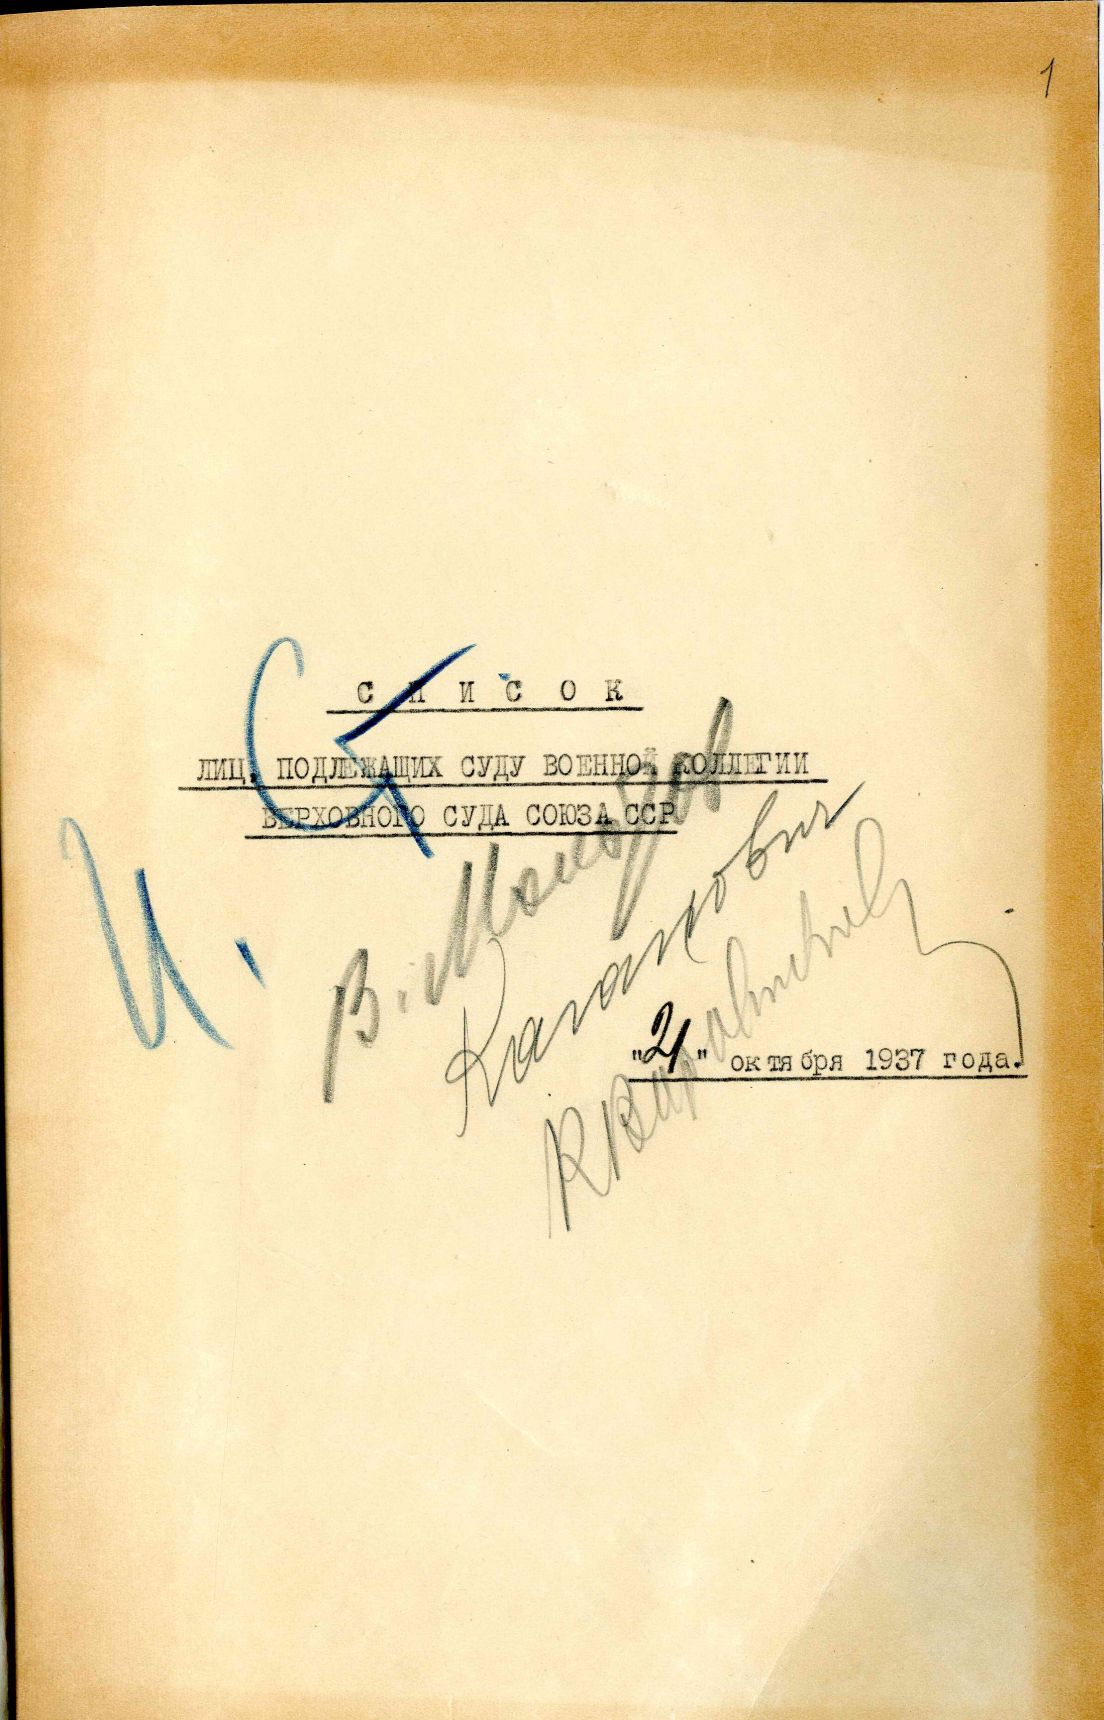 1
С П И С О К
ЛИЦ, ПОДЛЕЖАЩИХ СУДУ ВОЕННОЙ КОЛЛЕГИИ
ВЕРХОВНОГО СУДА СОЮЗА ССР
И. Ст
В. Молотов
Каганович
К Ворошилов
"21" октября 1937 года.